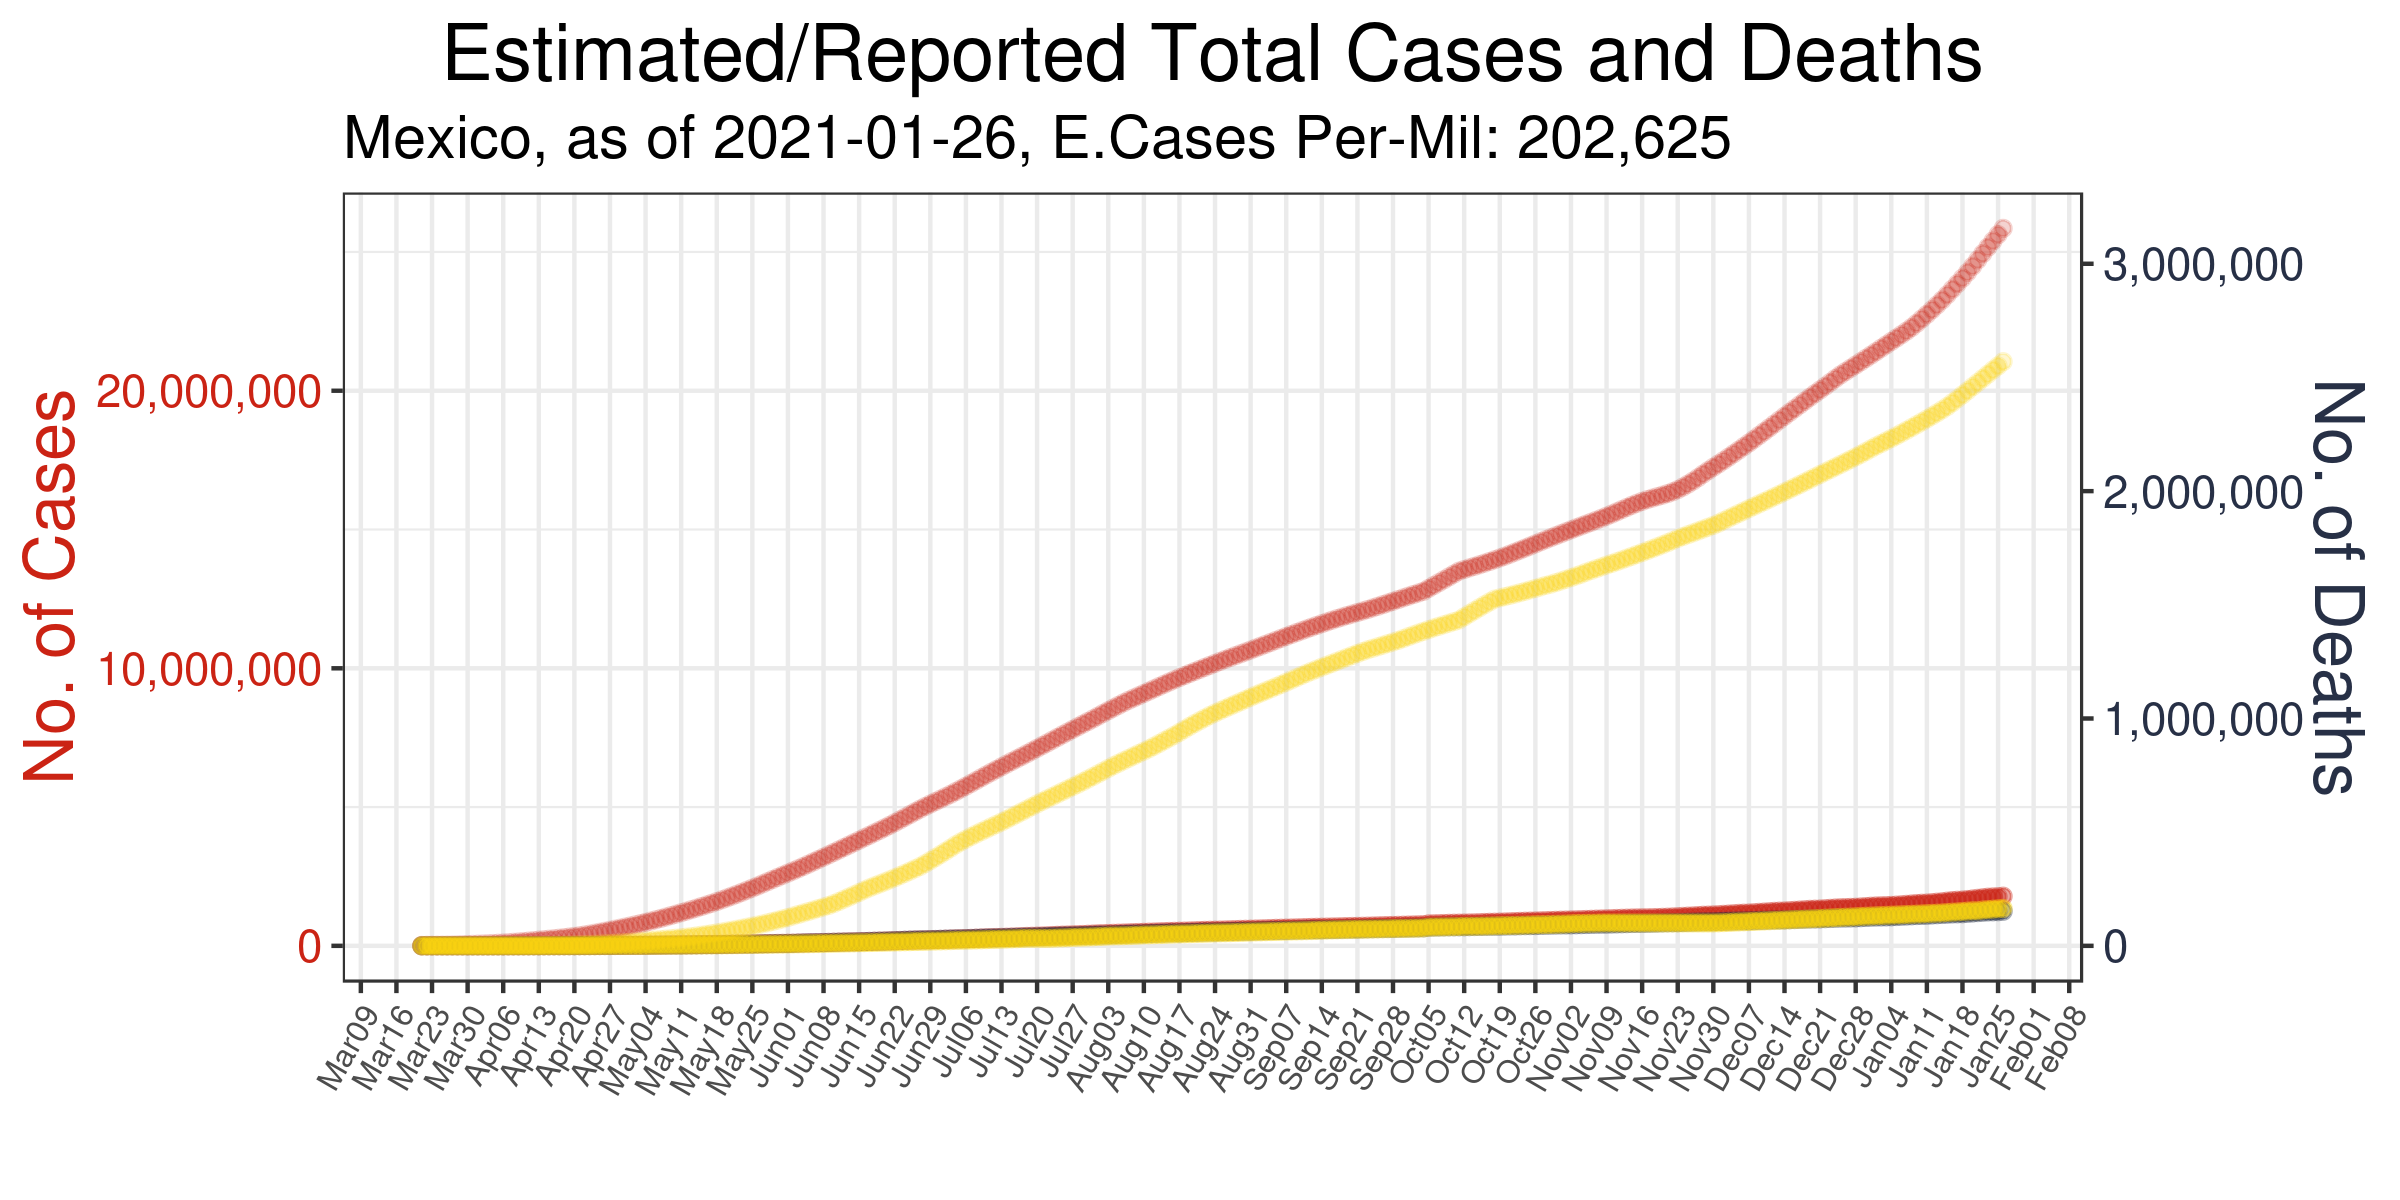 Estimated/Reported Total Cases and Deaths
Mexico, as of 2021-01-26, E.Cases Per-Mil: 202,625
No. of Cases
20,000,000
10,000,000
0
3,000,000
2,000,000
1,000,000
0
No. of Deaths
Mar09
Mar16
Mar23
Mar30
Apr06
Apr13
Apr20
Apr27
May04
May11
May18
May25
Jun01
Jun08
Jun15
Jun22
Jun29
Jul06
Jul13
Jul20
Jul27
Aug03
Aug10
Aug17
Aug24
Aug31
Sep07
Sep14
Sep21
Sep28
Oct05
Oct12
Oct19
Oct26
Nov02
Nov09
Nov16
Nov23
Nov30
Dec07
Dec14
Dec21
Dec28
Jan04
Jan11
Jan18
Jan25
Feb01
Feb08